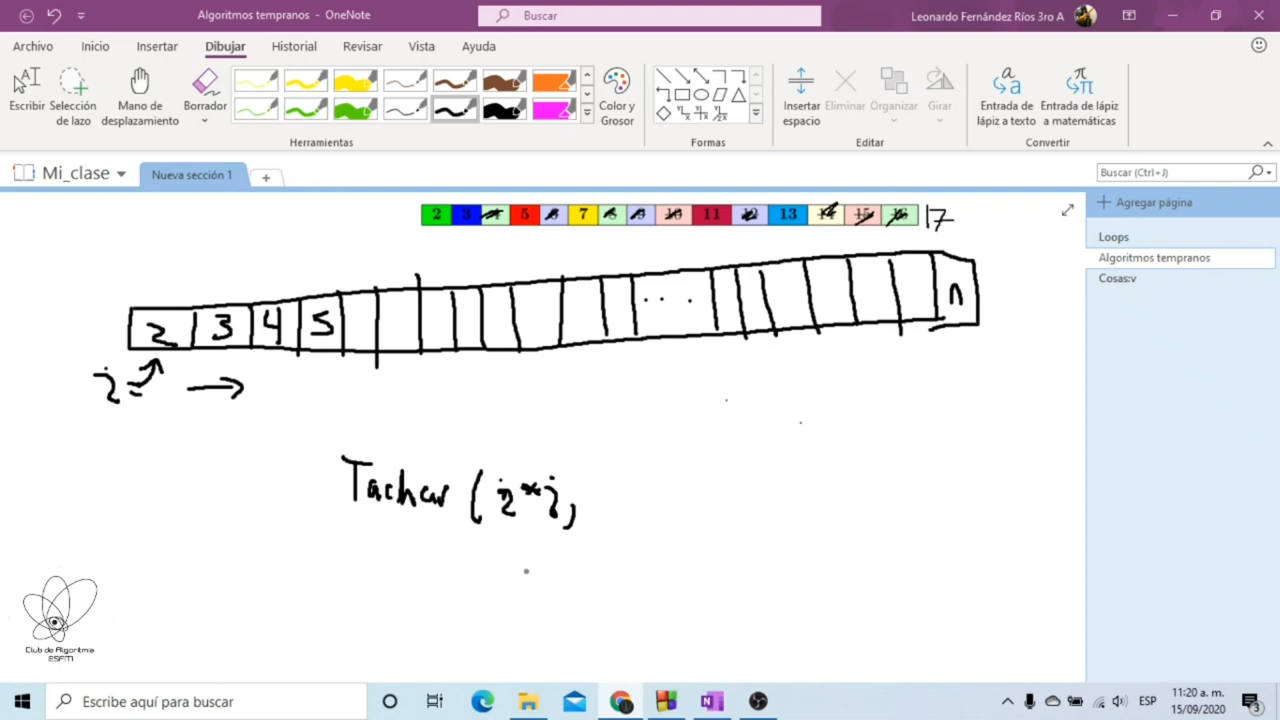 Algoritmos tempranos - OneNote
Buscar
Leonardo Fernández Ríos 3ro A
Archivo Inicio Insertar Dibujar Historial Revisar Vista Ayuda
Escribir Selección de lazo Mano de desplazamiento Borrador Color y Grosor Insertar espacio Eliminar Organizar Girar Entrada de lápiz a texto Entrada de lápiz a matemáticas
Herramientas Formas Editar Convertir
Mi_clase Nueva sección 1 Buscar (Ctrl+J)
Agregar página
Loops
Algoritmos tempranos
Cosas:v
2 3 4 5 6 7 8 9 10 11 12 13 14 15 16 17
2 3 4 5 ... n
i =
Tachar (i*i,
Club de Algoritmia
ESFM
Escribe aquí para buscar
ESP
11:20 a. m.
15/09/2020
3